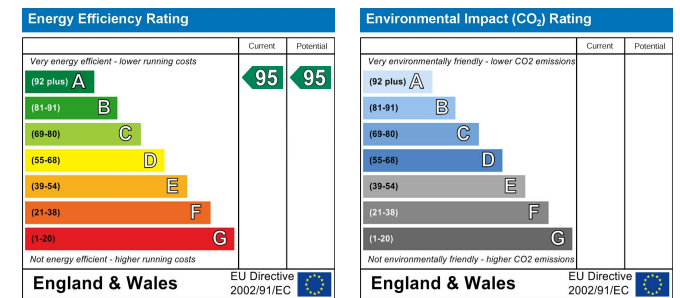 Energy Efficiency Rating
Current Potential
Very energy efficient - lower running costs
(92 plus) A 95 95
(81-91) B
(69-80) C
(55-68) D
(39-54) E
(21-38) F
(1-20) G
Not energy efficient - higher running costs
England & Wales
EU Directive
2002/91/EC
Environmental Impact (CO₂) Rating
Current Potential
Very environmentally friendly - lower CO2 emissions
(92 plus) A
(81-91) B
(69-80) C
(55-68) D
(39-54) E
(21-38) F
(1-20) G
Not environmentally friendly - higher CO2 emissions
England & Wales
EU Directive
2002/91/EC